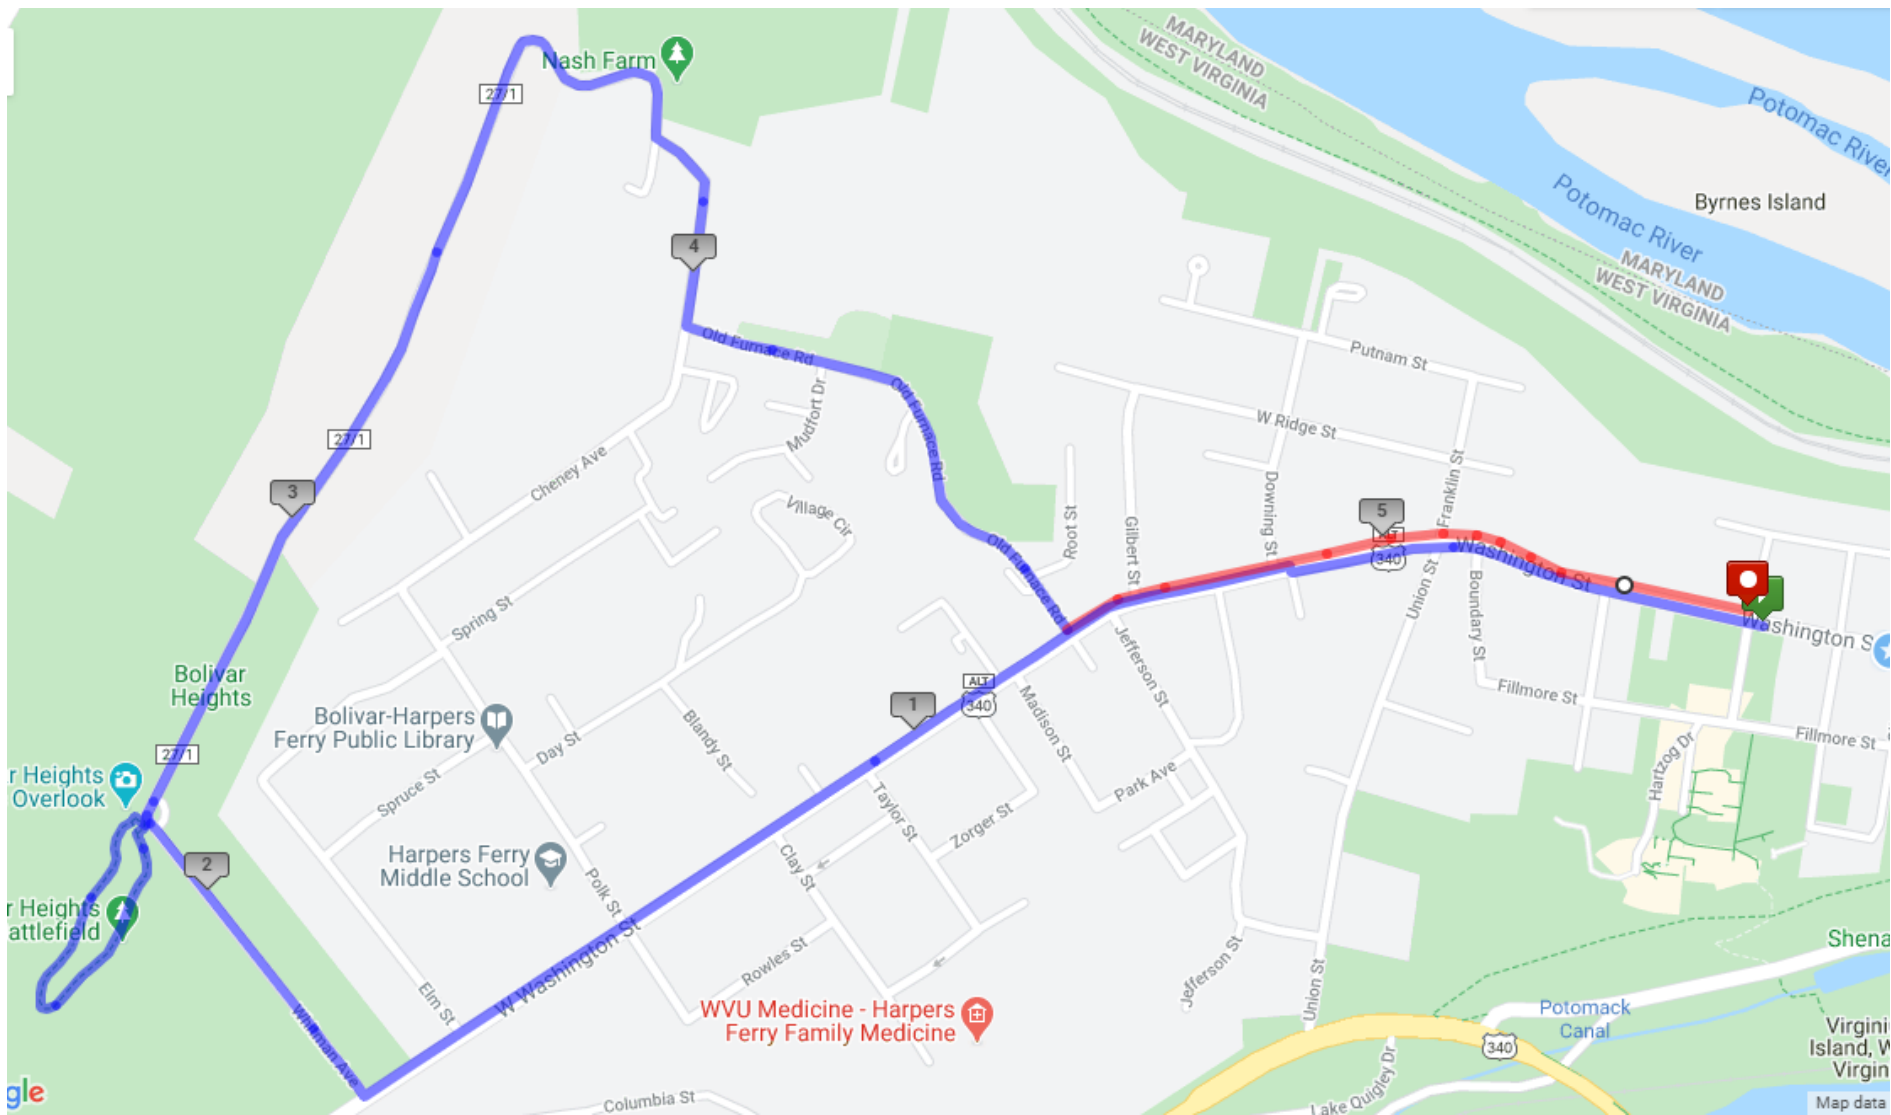 MARYLAND
WEST VIRGINIA
Nash Farm
27/1
Potomac River
Byrnes Island
Potomac River
MARYLAND
WEST VIRGINIA
4
Old Furnace Rd
Putnam St
Mudfort Dr
Old Furnace Rd
W Ridge St
27/1
Cheney Ave
3
Village Cir
Root St
Gilbert St
Downing St
Franklin St
5
ALT
340
Washington St
Old Furnace Rd
Union St
Boundary St
Spring St
Washington S
Bolivar
Heights
Jefferson St
ALT
340
1
Madison St
Fillmore St
Fillmore St
Hartzog Dr
Bolivar-Harpers
Ferry Public Library
Day St
Blandy St
27/1
r Heights
Overlook
Spruce St
Park Ave
Taylor St
Zorger St
2
Harpers Ferry
Middle School
Clay St
Polk St
r Heights
attlefield
W Washington St
Rowles St
Elm St
Jefferson St
Union St
Shena
WVU Medicine - Harpers
Ferry Family Medicine
Whitman Ave
Potomack
Canal
340
Virgini
Island, W
Virgin
Lake Quigley Dr
gle
Columbia St
Map data